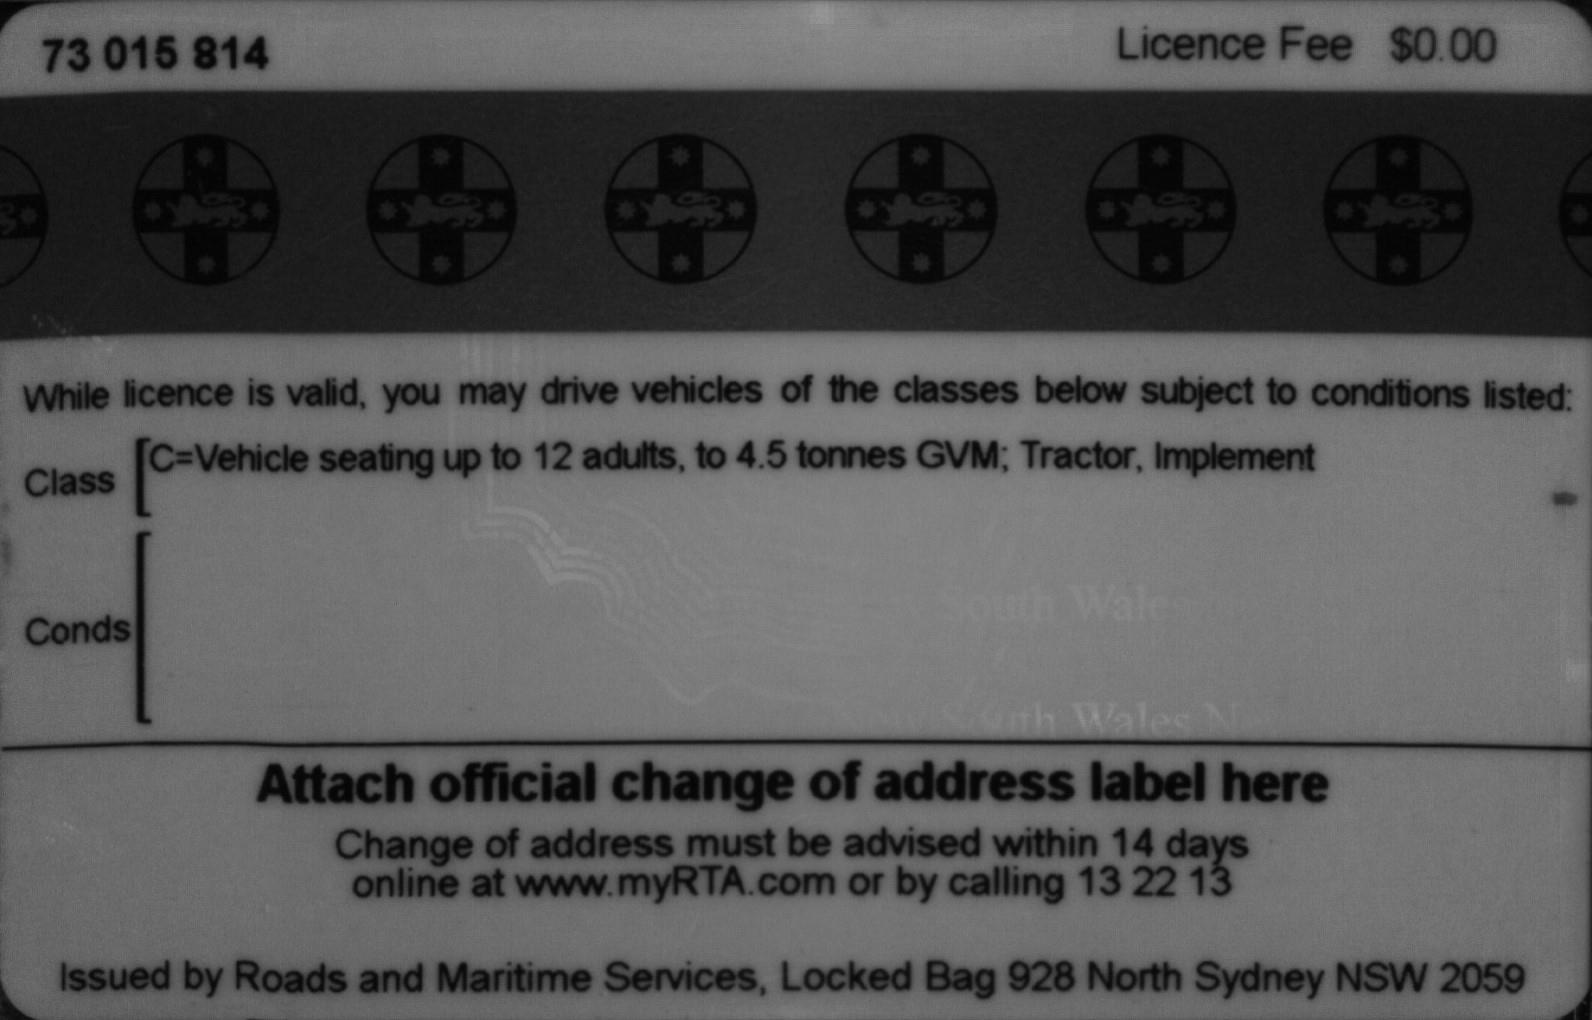 73 015 814 Licence Fee $0.00
While licence is valid, you may drive vehicles of the classes below subject to conditions listed:
Class [C=Vehicle seating up to 12 adults, to 4.5 tonnes GVM; Tractor, Implement
South Wales
Conds
South Wales N
Attach official change of address label here
Change of address must be advised within 14 days
online at www.myRTA.com or by calling 13 22 13
Issued by Roads and Maritime Services, Locked Bag 928 North Sydney NSW 2059